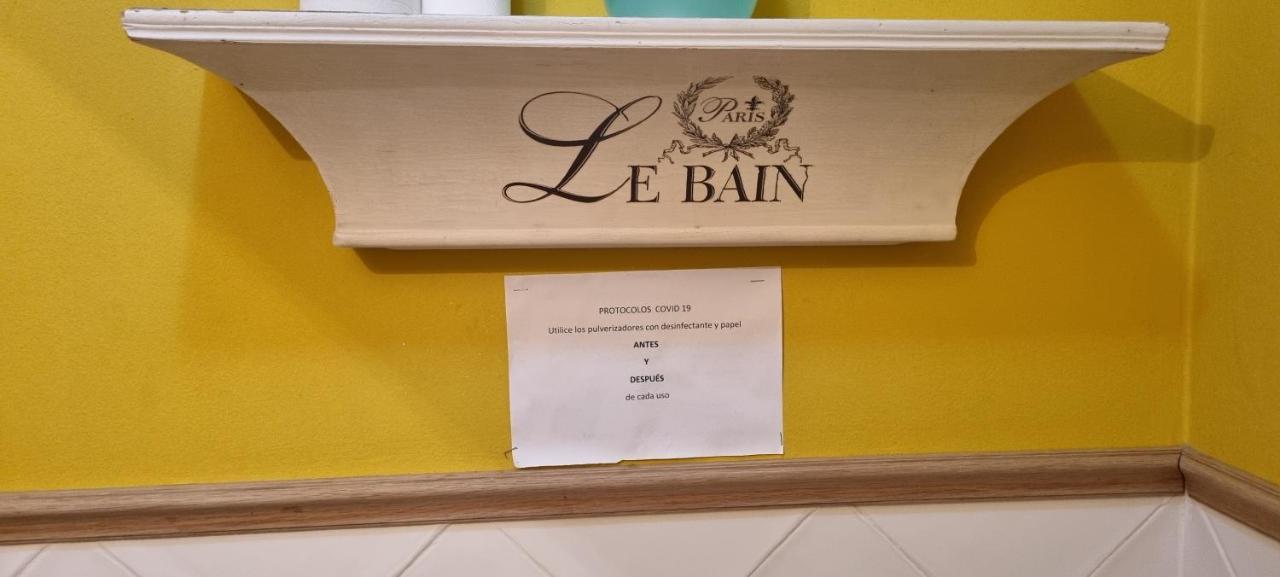 PARIS
LE BAIN
PROTOCOLOS COVID 19
Utilice los pulverizadores con desinfectante y papel
ANTES
Y
DESPUÉS
de cada uso